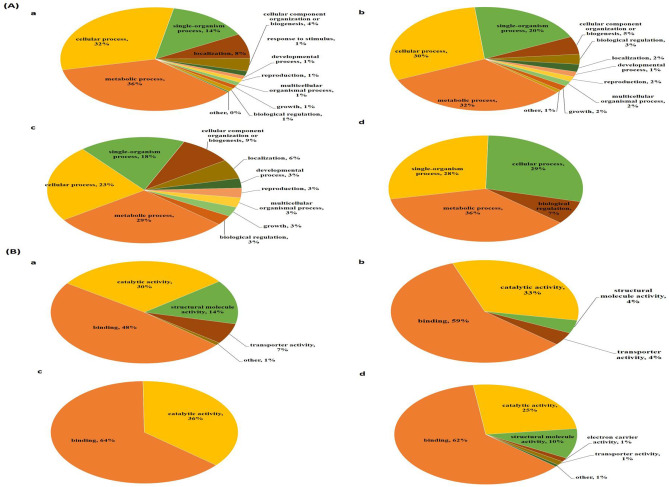 (A)
a
cellular process,
32%
single-organism
process, 14%
localisation, 8%
cellular component
organization or
biogenesis, 4%
response to stimulus,
1%
developmental
process, 1%
reproduction, 1%
multicellular
organismal process,
1%
growth, 1%
biological regulation,
1%
other, 0%
metabolic process,
36%
b
cellular process,
30%
single-organism
process, 20%
cellular component
organization or
biogenesis, 5%
biological regulation,
3%
localization, 2%
developmental
process, 1%
reproduction, 2%
multicellular
organismal process,
2%
growth, 2%
other, 1%
metabolic process,
32%
c
cellular process, 23%
single-organism
process, 18%
cellular component
organization or
biogenesis, 9%
localization, 6%
developmental
process, 3%
reproduction, 3%
multicellular
organismal process,
3%
growth, 3%
biological regulation,
3%
metabolic process,
29%
d
single-organism
process, 28%
cellular process,
29%
biological
regulation,
7%
metabolic process,
36%
(B)
a
catalytic activity,
30%
structural molecule
activity, 14%
binding, 48%
transporter activity,
7%
other, 1%
b
catalytic activity,
33%
structural
molecule activity,
4%
binding, 59%
transporter
activity, 4%
c
catalytic activity,
36%
binding, 64%
d
catalytic activity,
25%
structural molecule
activity, 10%
binding, 62%
electron carrier
activity, 1%
transporter activity,
1%
other, 1%